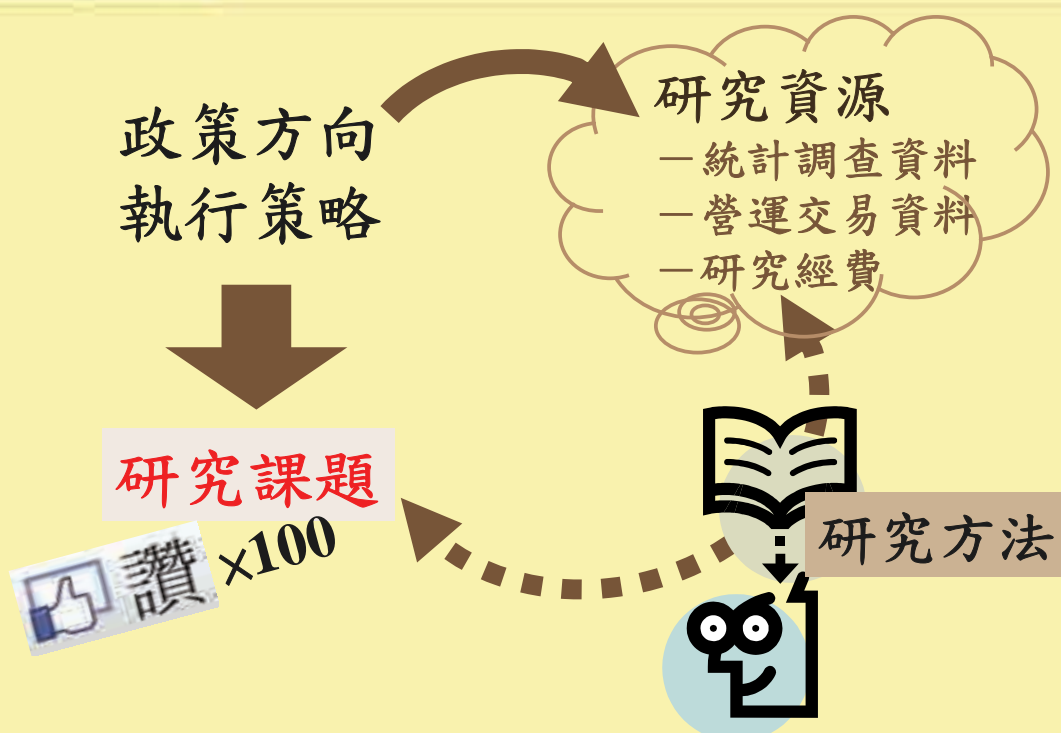 政策方向
執行策略
研究資源
－統計調查資料
－營運交易資料
－研究經費
研究課題
讚 ×100
研究方法